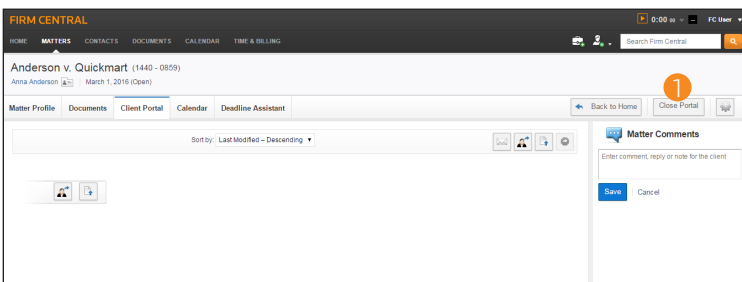 FIRM CENTRAL
0:00:00
FC User
HOME MATTERS CONTACTS DOCUMENTS CALENDAR TIME & BILLING
Search Firm Central
Anderson v. Quickmart (1440 - 0859)
Anna Anderson March 1, 2016 (Open)
1
Matter Profile Documents Client Portal Calendar Deadline Assistant
Back to Home Close Portal
Sort by: Last Modified – Descending
Matter Comments
Enter comment, reply or note for the client
Save Cancel